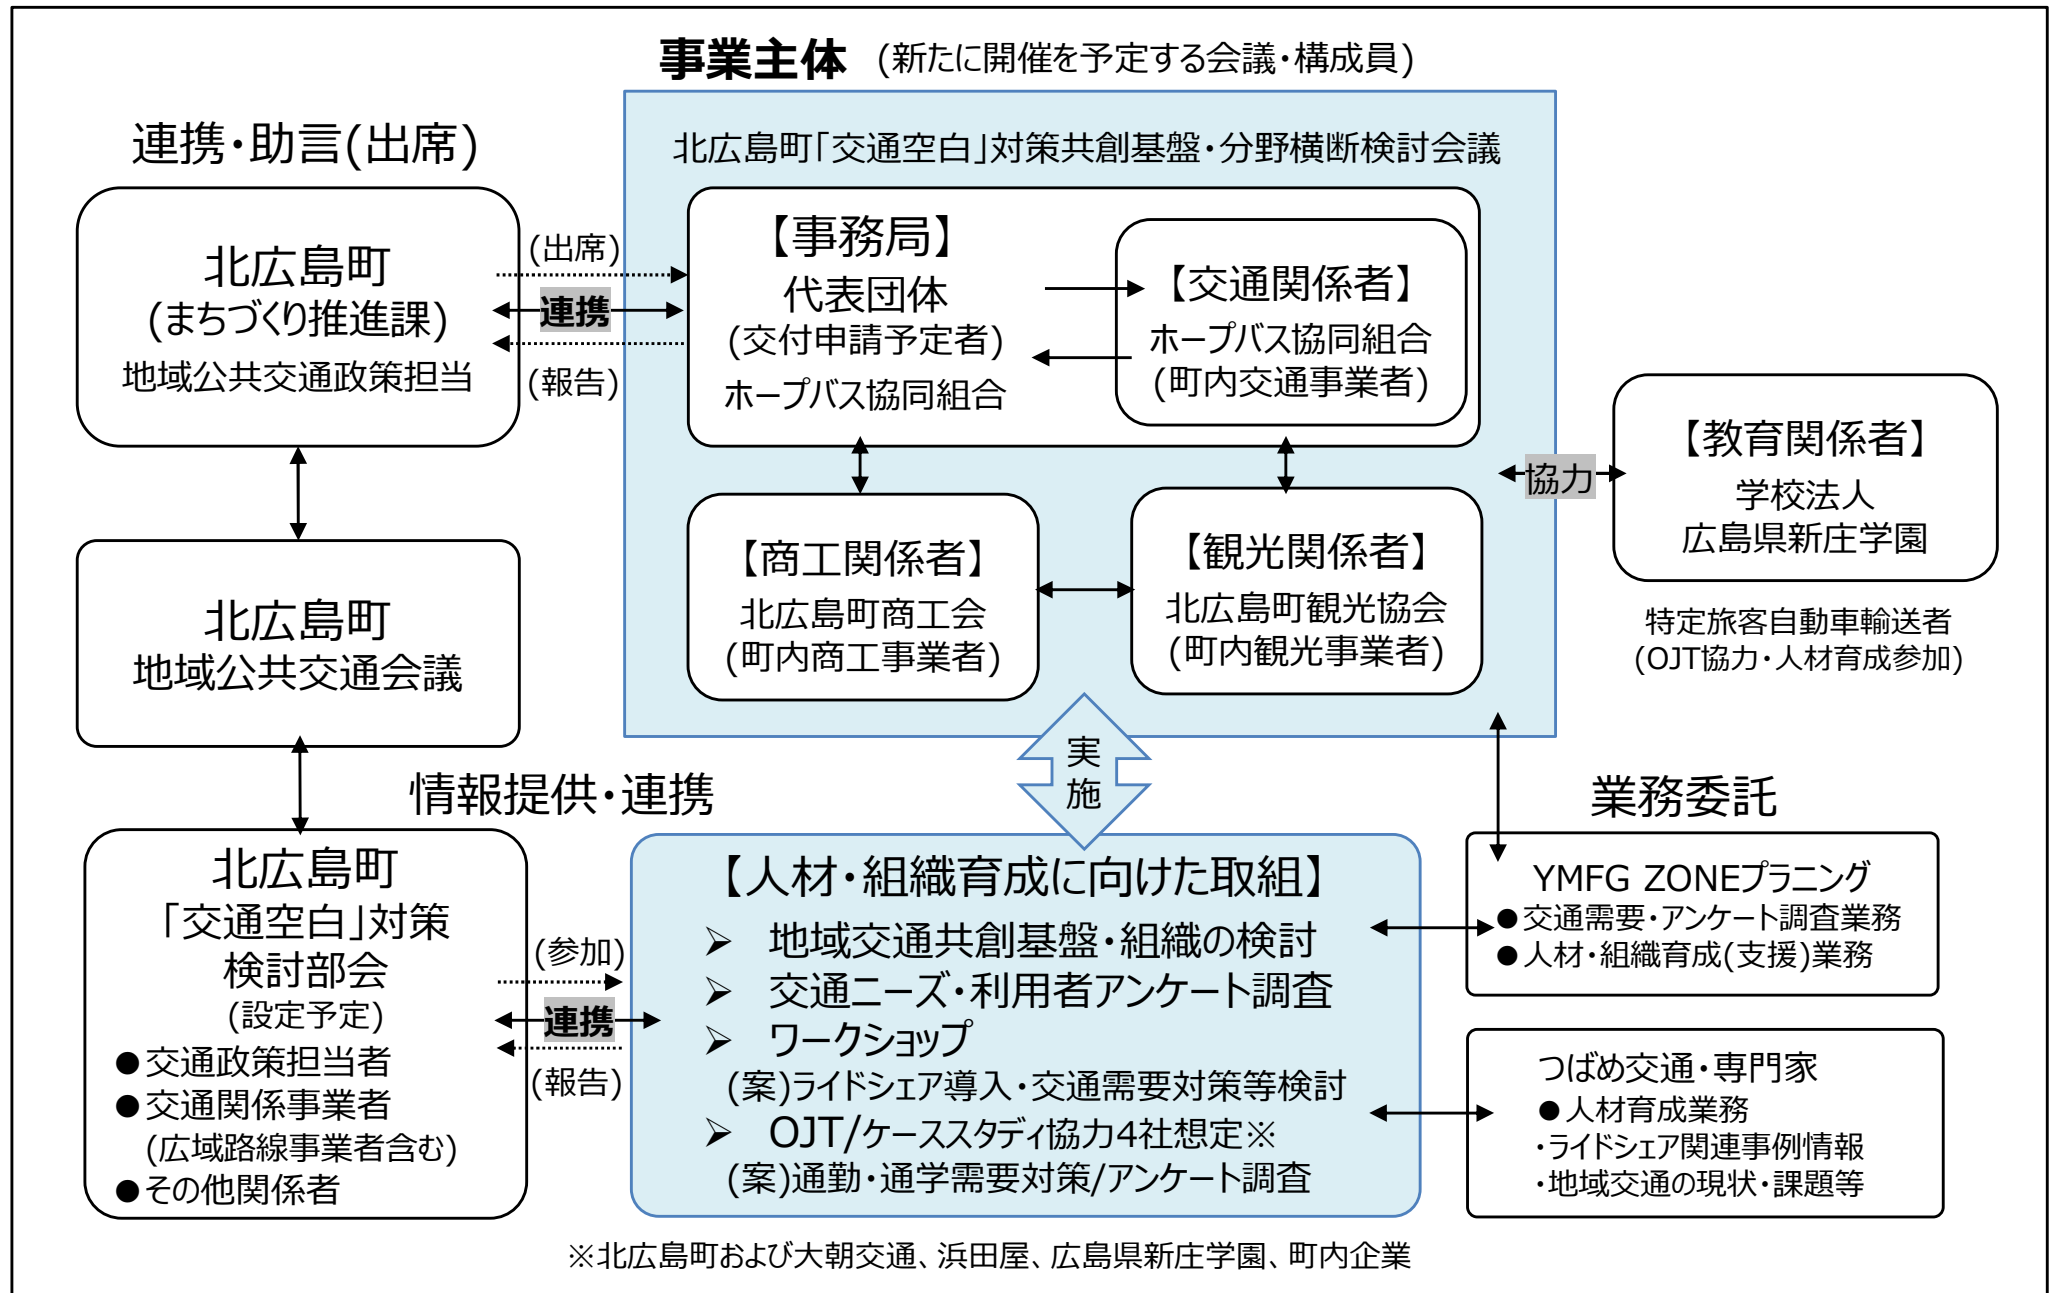 事業主体 (新たに開催を予定する会議・構成員)
連携・助言(出席)
北広島町
(まちづくり推進課)
地域公共交通政策担当
(出席)
連携
(報告)
北広島町「交通空白」対策共創基盤・分野横断検討会議
【事務局】
代表団体
(交付申請予定者)
ホープバス協同組合
【交通関係者】
ホープバス協同組合
(町内交通事業者)
【商工関係者】
北広島町商工会
(町内商工事業者)
【観光関係者】
北広島町観光協会
(町内観光事業者)
協力
【教育関係者】
学校法人
広島県新庄学園
特定旅客自動車輸送者
(OJT協力・人材育成参加)
北広島町
地域公共交通会議
実
施
情報提供・連携
北広島町
「交通空白」対策
検討部会
(設定予定)
●交通政策担当者
●交通関係事業者
(広域路線事業者含む)
●その他関係者
(参加)
連携
(報告)
【人材・組織育成に向けた取組】
➢ 地域交通共創基盤・組織の検討
➢ 交通ニーズ・利用者アンケート調査
➢ ワークショップ
(案)ライドシェア導入・交通需要対策等検討
➢ OJT/ケーススタディ協力4社想定※
(案)通勤・通学需要対策/アンケート調査
業務委託
YMFG ZONEプラニング
●交通需要・アンケート調査業務
●人材・組織育成(支援)業務
つばめ交通・専門家
●人材育成業務
・ライドシェア関連事例情報
・地域交通の現状・課題等
※北広島町および大朝交通、浜田屋、広島県新庄学園、町内企業